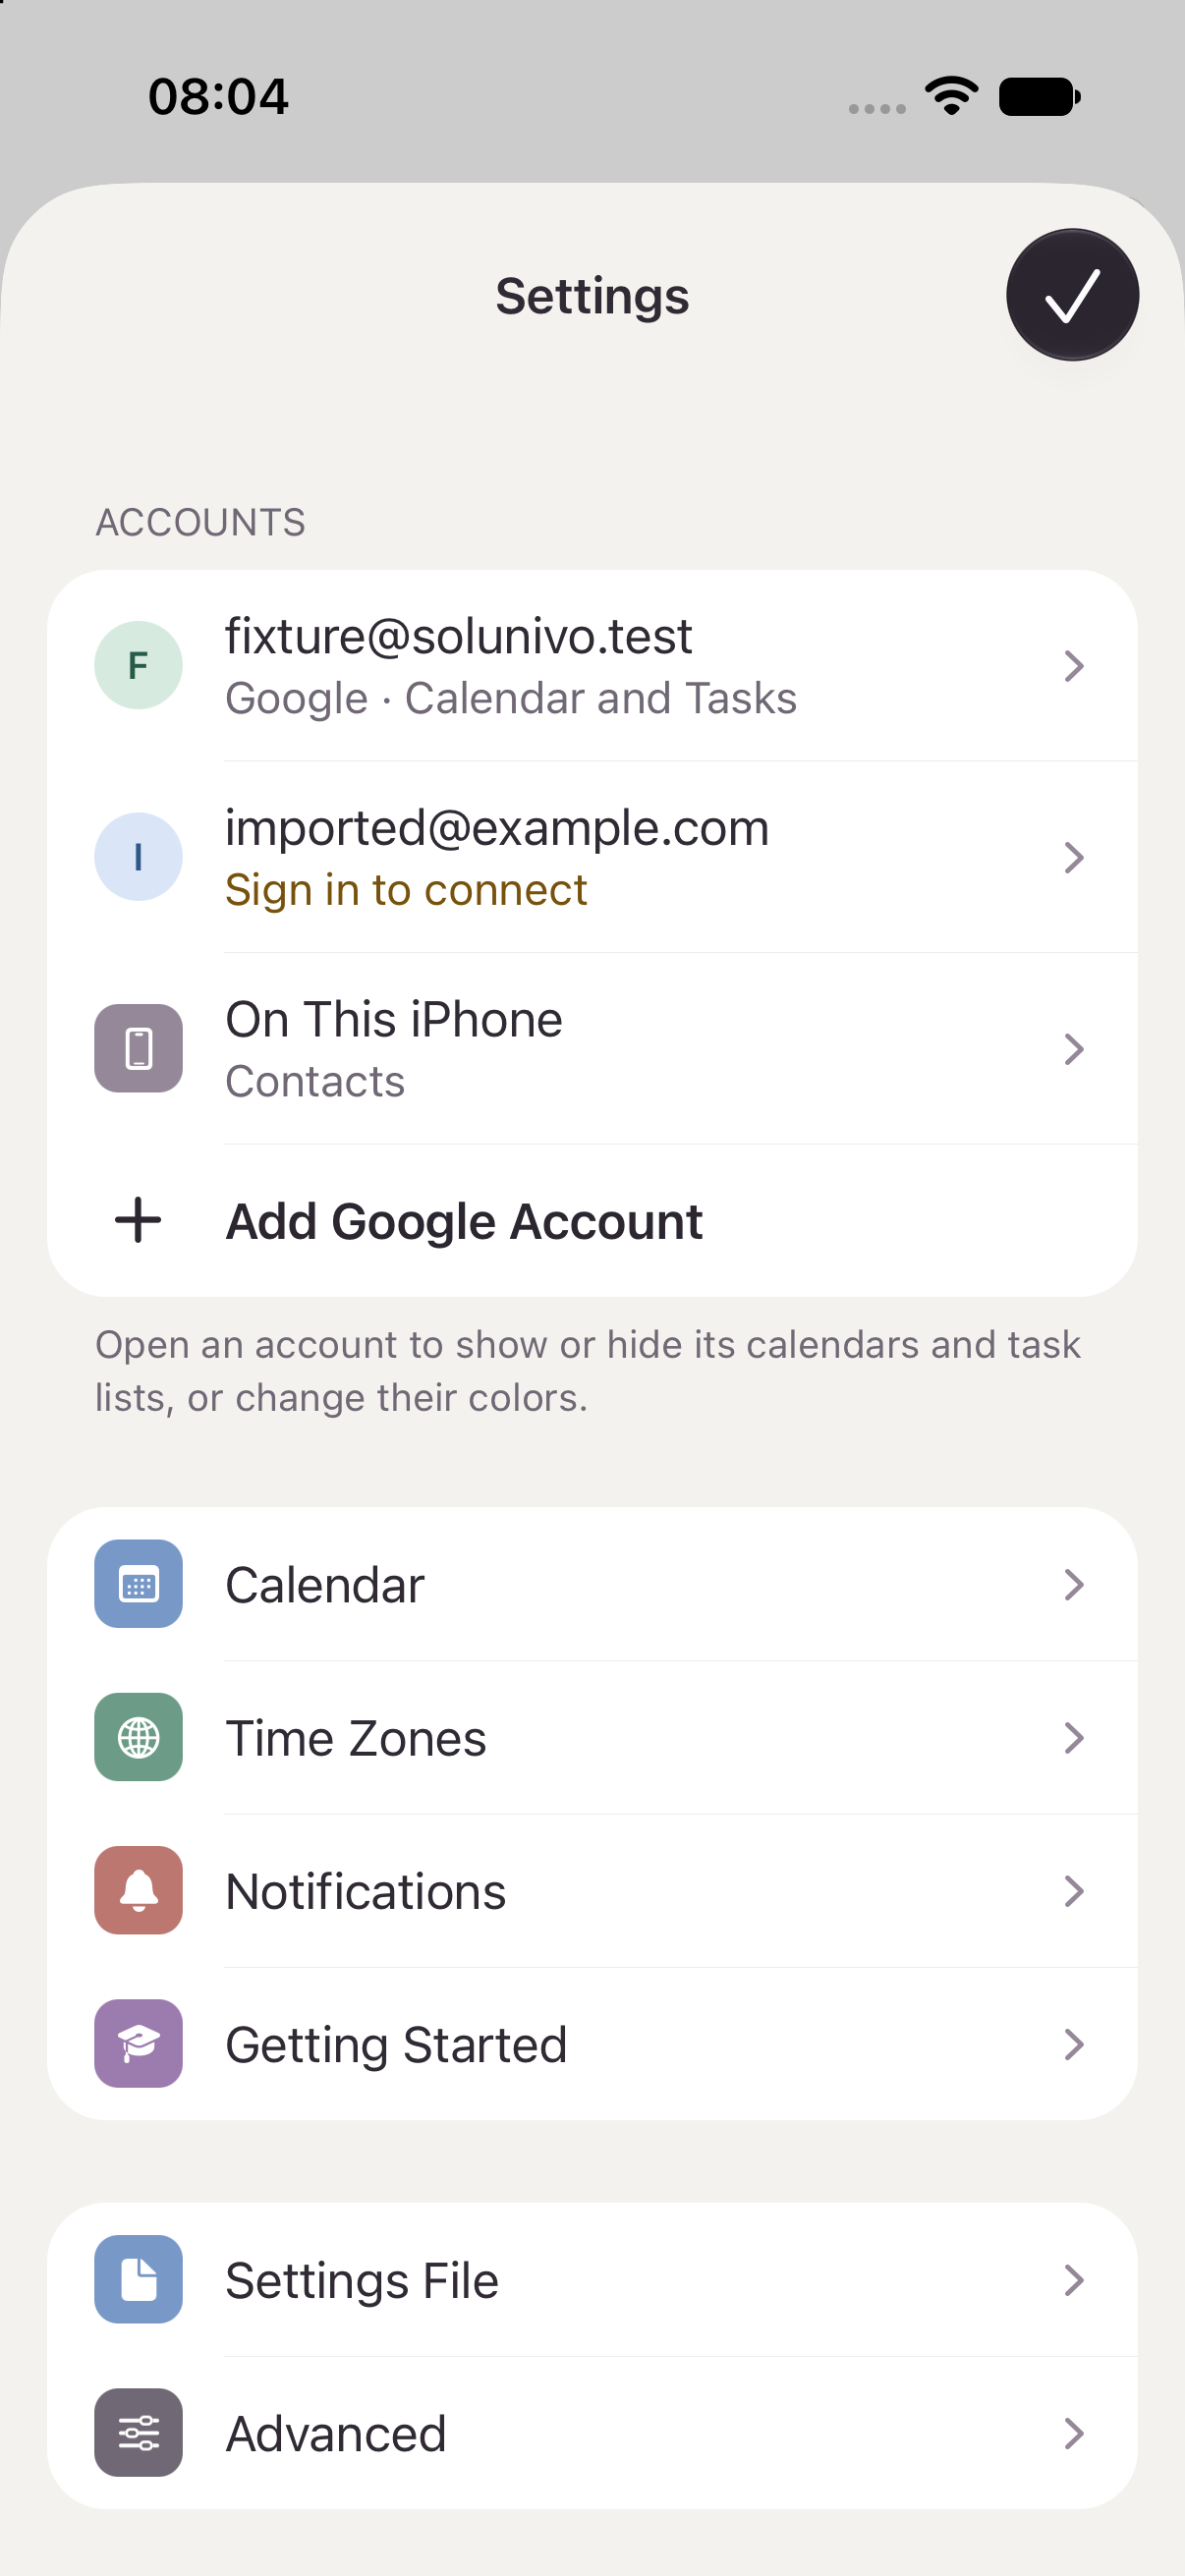 08:04
Settings
ACCOUNTS
F
fixture@solunivo.test
Google · Calendar and Tasks
I
imported@example.com
Sign in to connect
On This iPhone
Contacts
Add Google Account
Open an account to show or hide its calendars and task
lists, or change their colors.
Calendar
Time Zones
Notifications
Getting Started
Settings File
Advanced